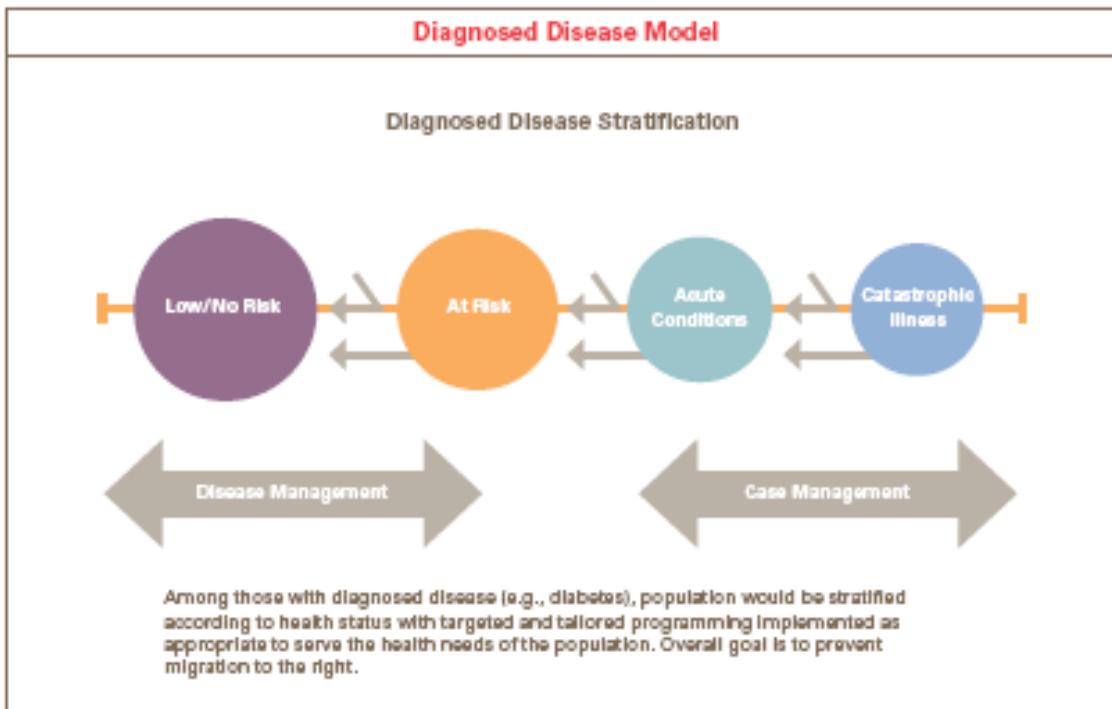 Diagnosed Disease Model
Diagnosed Disease Stratification
Low/No Risk
At Risk
Acute
Conditions
Catastrophic
Illness
Disease Management
Case Management
Among those with diagnosed disease (e.g., diabetes), population would be stratified
according to health status with targeted and tailored programming implemented as
appropriate to serve the health needs of the population. Overall goal is to prevent
migration to the right.